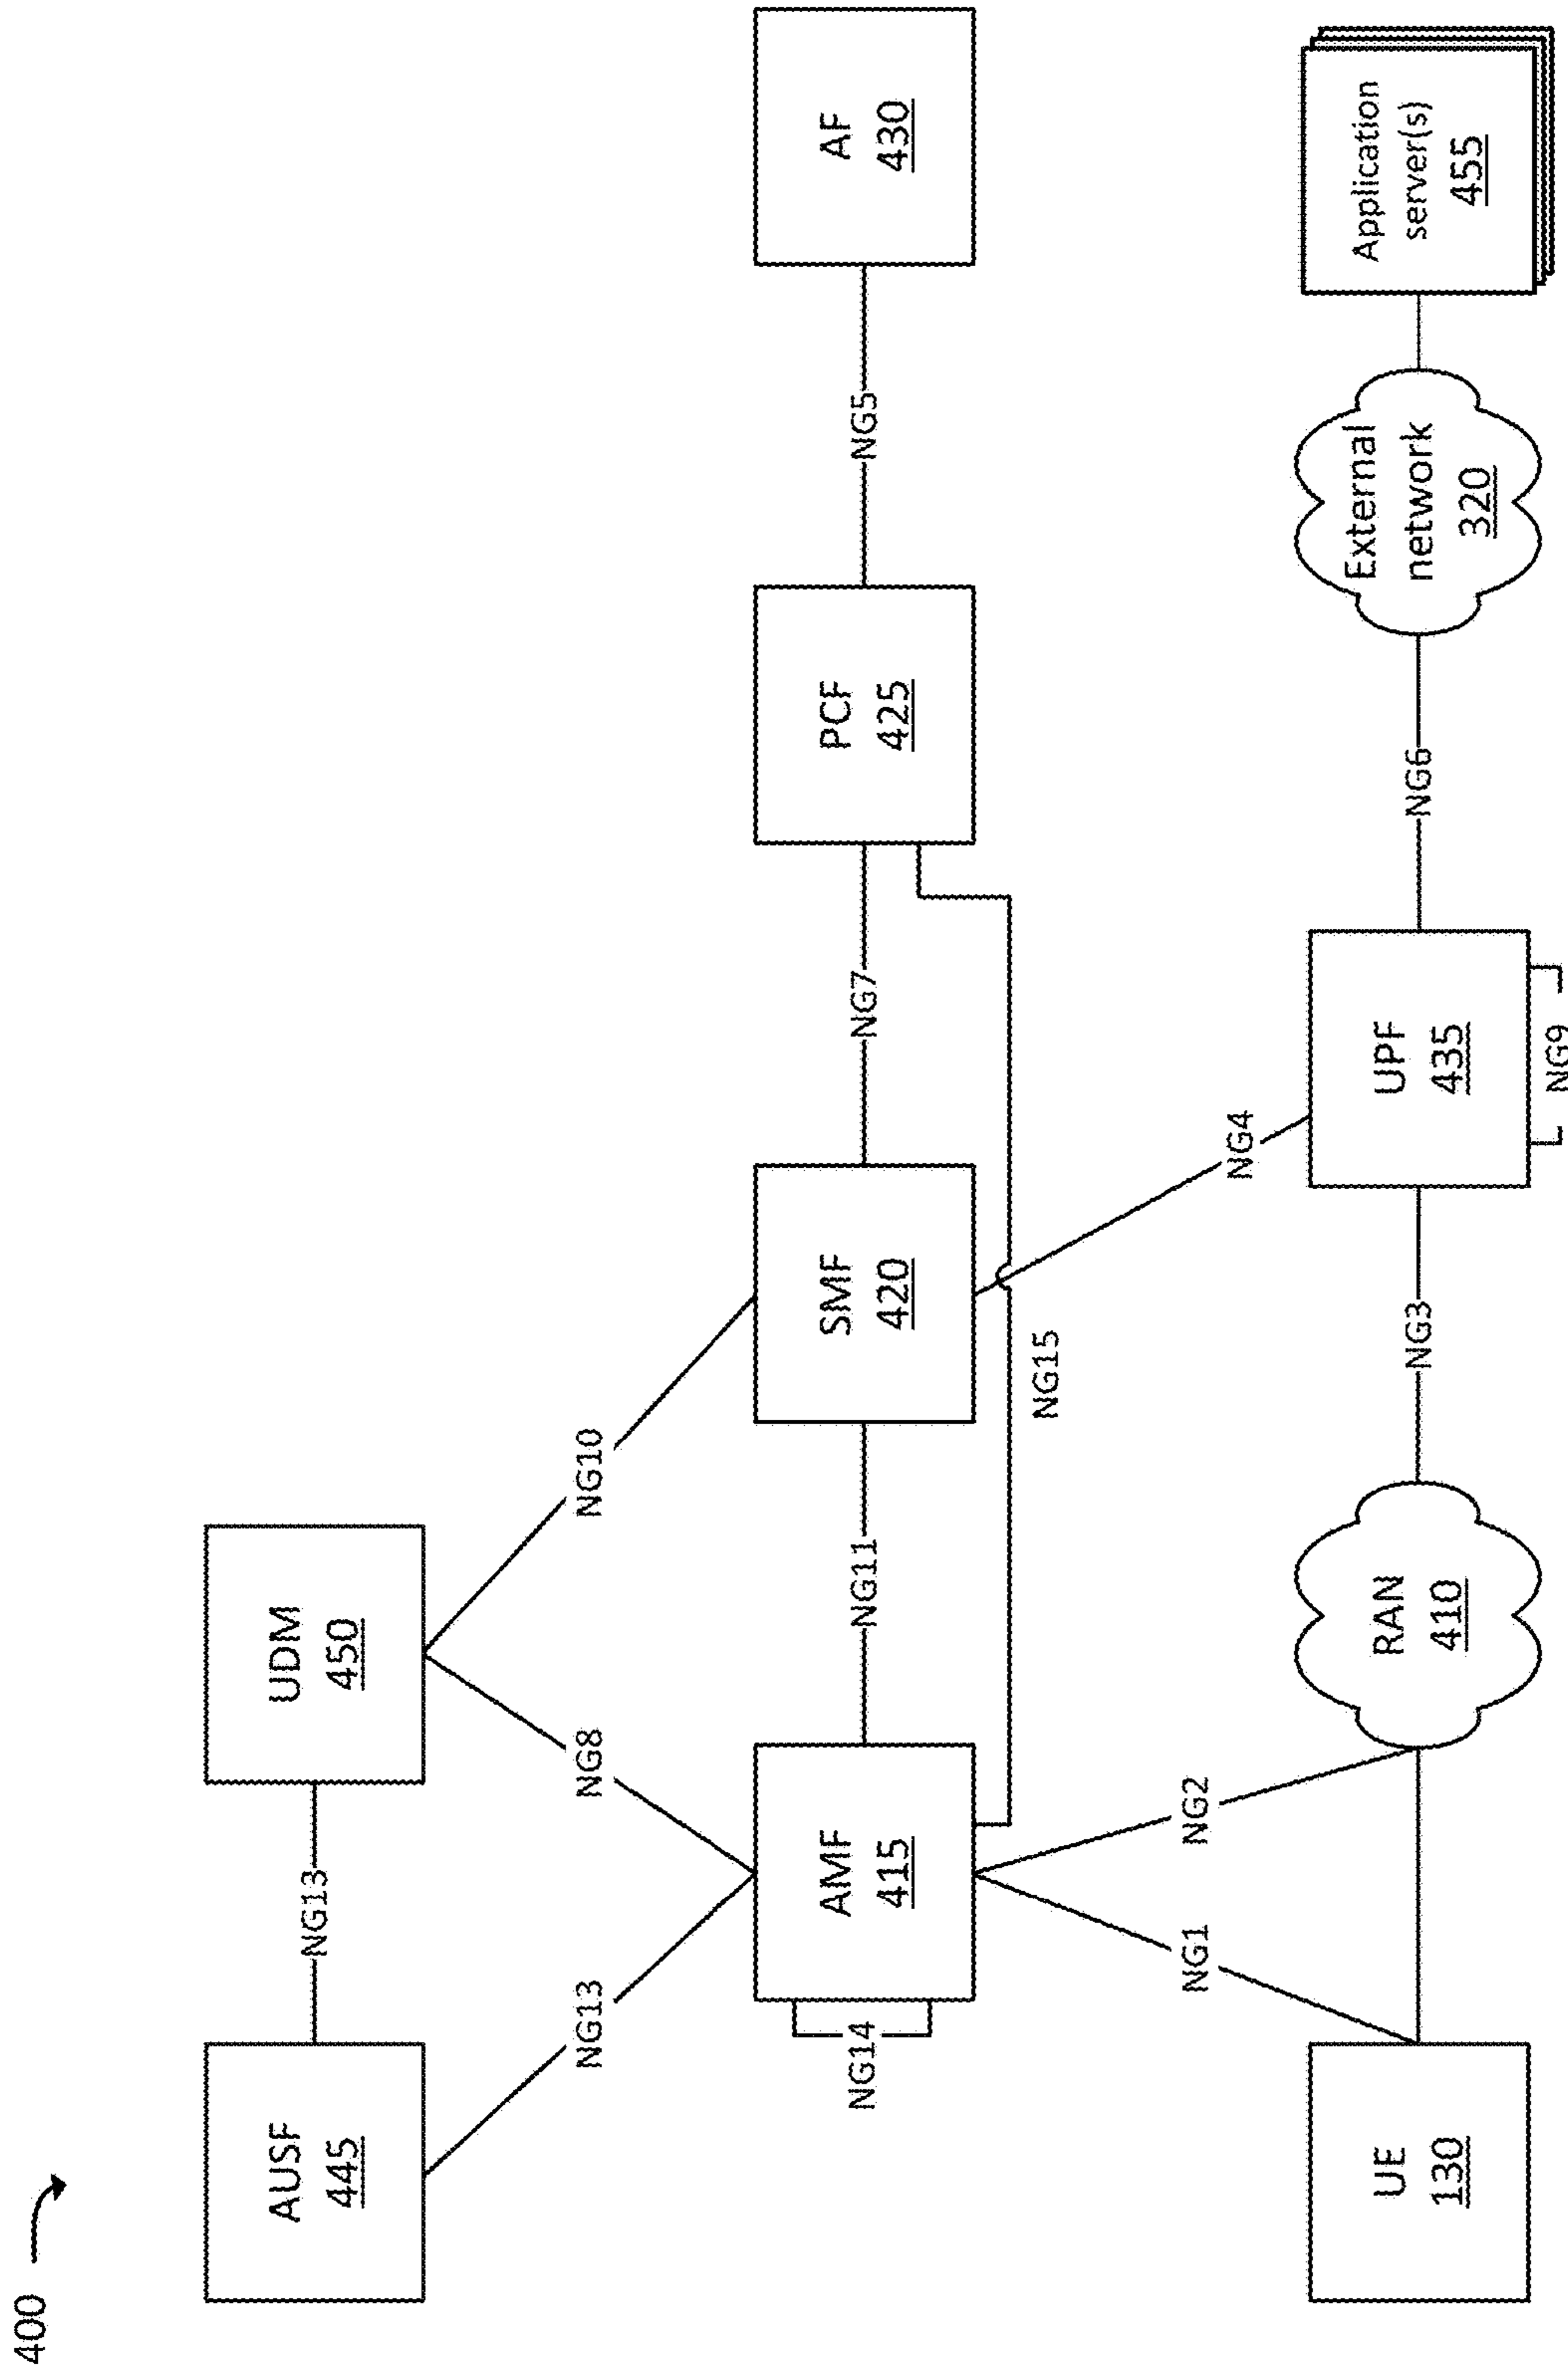 400
AUSF
445
NG13
UDM
450
NG13
NG8
NG10
NG14
AMF
415
NG11
SMF
420
NG7
PCF
425
NG5
AF
430
NG15
NG1
NG2
NG4
UE
130
RAN
410
NG3
UPF
435
NG6
External
network
320
Application
server(s)
455
NG9